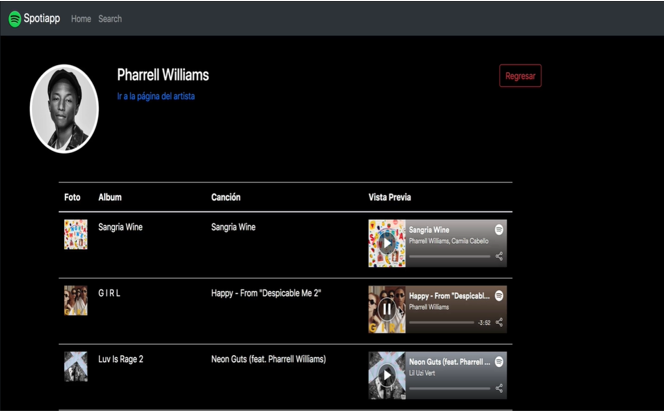 Spotiapp Home Search
Pharrell Williams
Regresar
Ir a la página del artista
Foto Album Canción Vista Previa
Sangria Wine Sangria Wine
Sangria Wine
Pharrell Williams, Camila Cabello
G I R L Happy - From "Despicable Me 2"
Happy - From "Despicabl...
Pharrell Williams
-3:52
Luv Is Rage 2 Neon Guts (feat. Pharrell Williams)
Neon Guts (feat. Pharrell ...
Lil Uzi Vert